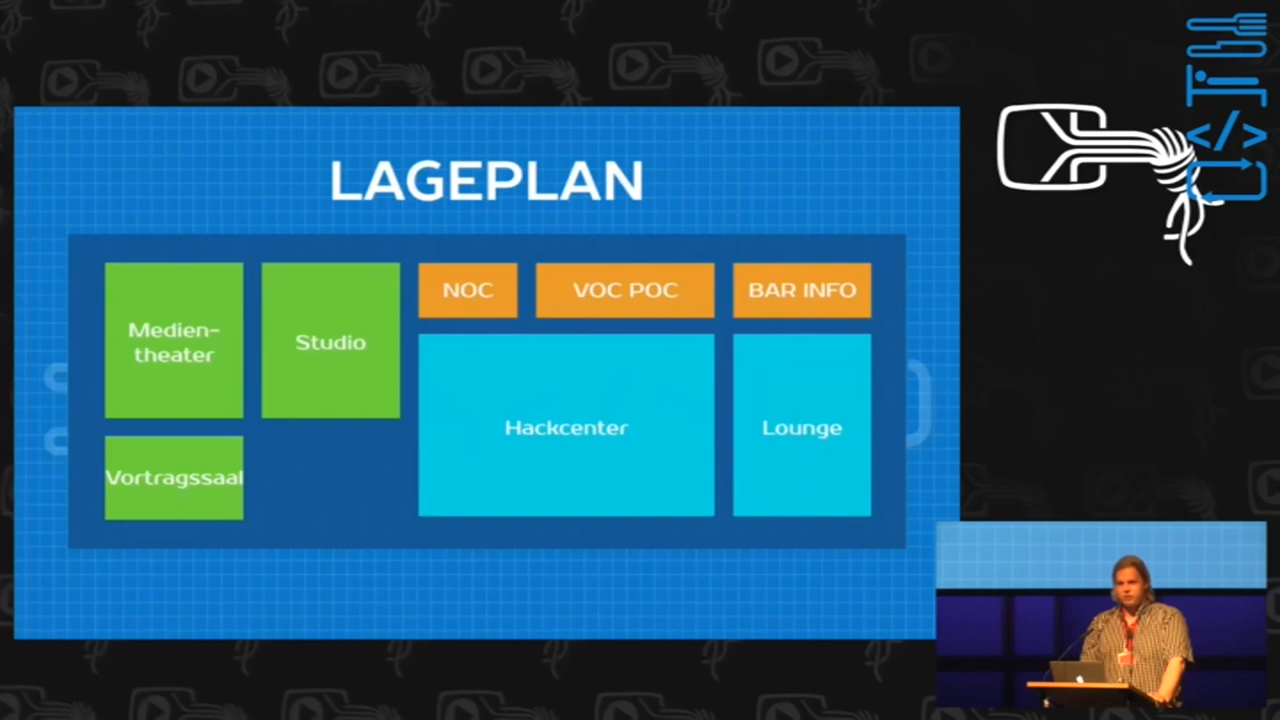 LAGEPLAN
Medien-
theater
Studio
NOC
VOC POC
BAR INFO
Hackcenter
Lounge
Vortragssaal